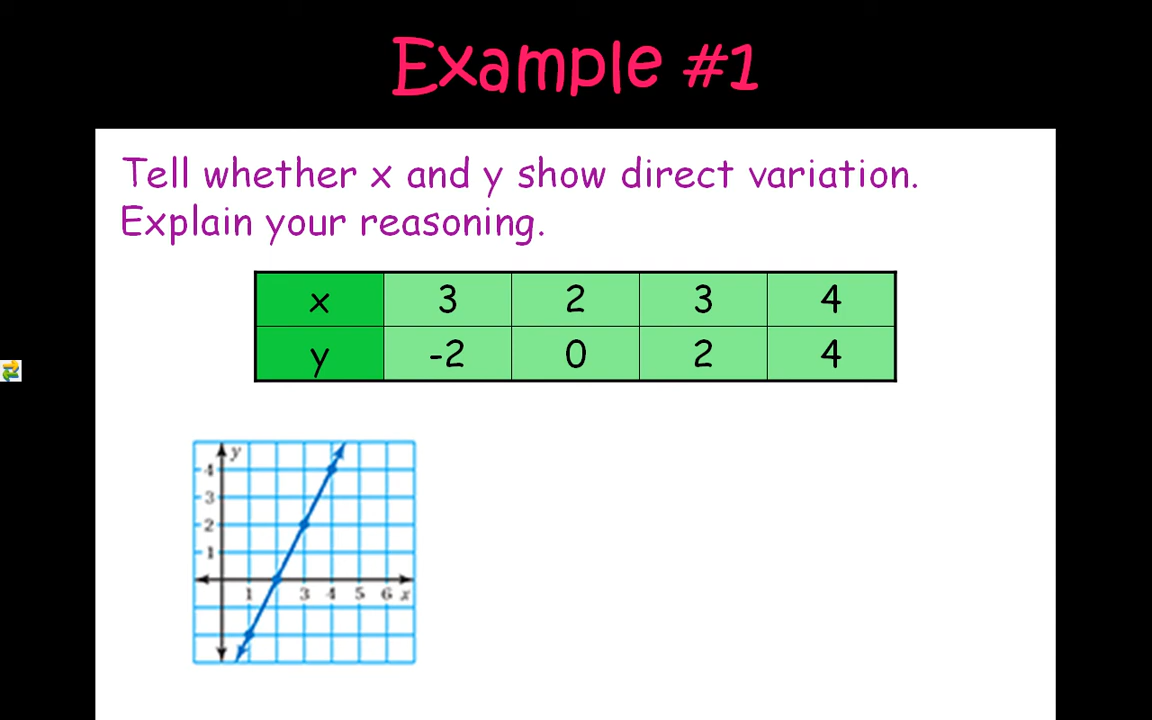 Example #1
Tell whether x and y show direct variation.
Explain your reasoning.
x 3 2 3 4
y -2 0 2 4
y
4
3
2
1
1 3 4 5 6 x